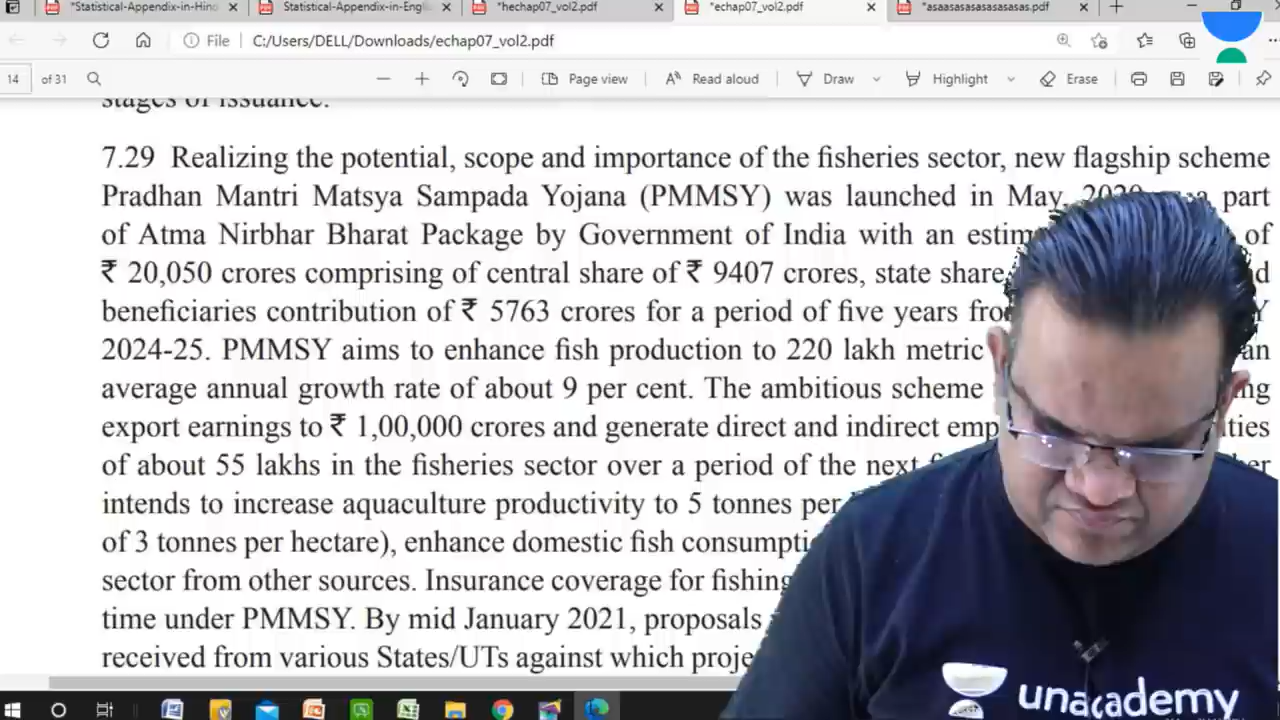 "Statistical-Appendix-in-Hind
Statistical-Appendix-in-Engli
"hechap07_vol2.pdf
"echap07_vol2.pdf
"asaasasasasasasasas.pdf
File C:/Users/DELL/Downloads/echap07_vol2.pdf
14 of 31 Page view Read aloud Draw Highlight Erase
stages of issuance.
7.29 Realizing the potential, scope and importance of the fisheries sector, new flagship scheme
Pradhan Mantri Matsya Sampada Yojana (PMMSY) was launched in May, 2020 a part
of Atma Nirbhar Bharat Package by Government of India with an estim of
₹ 20,050 crores comprising of central share of ₹ 9407 crores, state share
beneficiaries contribution of ₹ 5763 crores for a period of five years fro
2024-25. PMMSY aims to enhance fish production to 220 lakh metric an
average annual growth rate of about 9 per cent. The ambitious scheme ng
export earnings to ₹ 1,00,000 crores and generate direct and indirect emp ties
of about 55 lakhs in the fisheries sector over a period of the next her
intends to increase aquaculture productivity to 5 tonnes per
of 3 tonnes per hectare), enhance domestic fish consumptio
sector from other sources. Insurance coverage for fishing
time under PMMSY. By mid January 2021, proposals
received from various States/UTs against which proje
unacademy